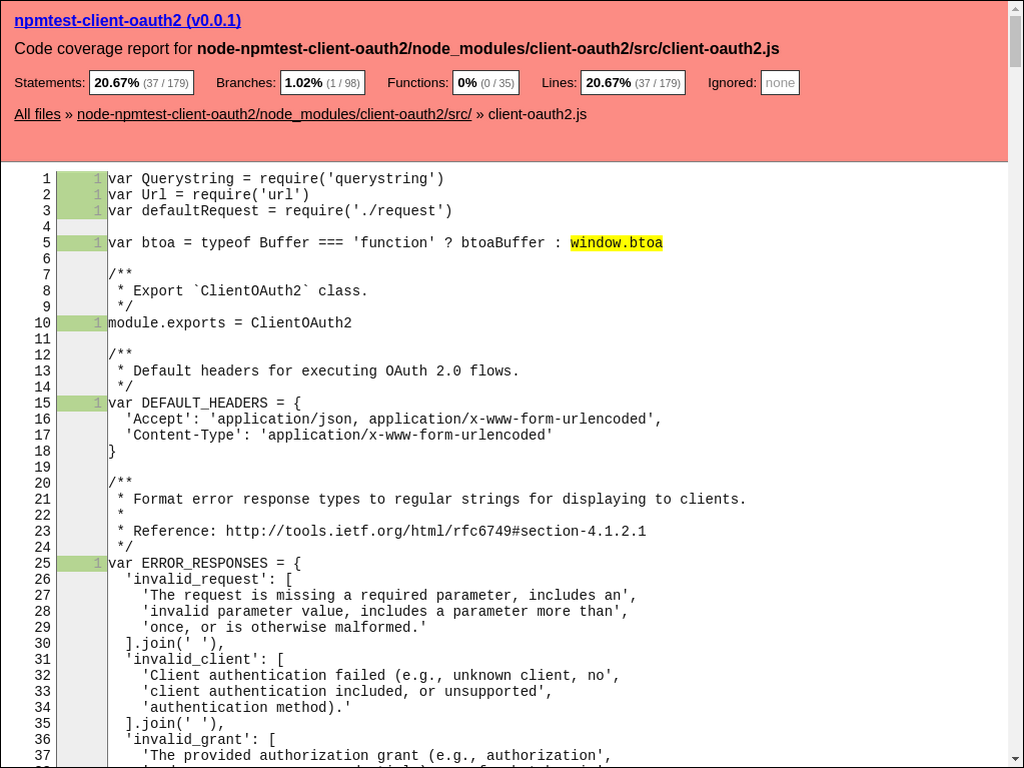 npmtest-client-oauth2 (v0.0.1)
Code coverage report for node-npmtest-client-oauth2/node_modules/client-oauth2/src/client-oauth2.js
Statements: 20.67% (37 / 179) Branches: 1.02% (1 / 98) Functions: 0% (0 / 35) Lines: 20.67% (37 / 179) Ignored: none
All files » node-npmtest-client-oauth2/node_modules/client-oauth2/src/ » client-oauth2.js
1 1 var Querystring = require('querystring')
2 1 var Url = require('url')
3 1 var defaultRequest = require('./request')
4
5 1 var btoa = typeof Buffer === 'function' ? btoaBuffer : window.btoa
6
7 /**
8  * Export `ClientOAuth2` class.
9  */
10 1 module.exports = ClientOAuth2
11
12 /**
13  * Default headers for executing OAuth 2.0 flows.
14  */
15 1 var DEFAULT_HEADERS = {
16   'Accept': 'application/json, application/x-www-form-urlencoded',
17   'Content-Type': 'application/x-www-form-urlencoded'
18 }
19
20 /**
21  * Format error response types to regular strings for displaying to clients.
22  *
23  * Reference: http://tools.ietf.org/html/rfc6749#section-4.1.2.1
24  */
25 1 var ERROR_RESPONSES = {
26   'invalid_request': [
27     'The request is missing a required parameter, includes an',
28     'invalid parameter value, includes a parameter more than',
29     'once, or is otherwise malformed.'
30   ].join(' '),
31   'invalid_client': [
32     'Client authentication failed (e.g., unknown client, no',
33     'client authentication included, or unsupported',
34     'authentication method).'
35   ].join(' '),
36   'invalid_grant': [
37     'The provided authorization grant (e.g., authorization',